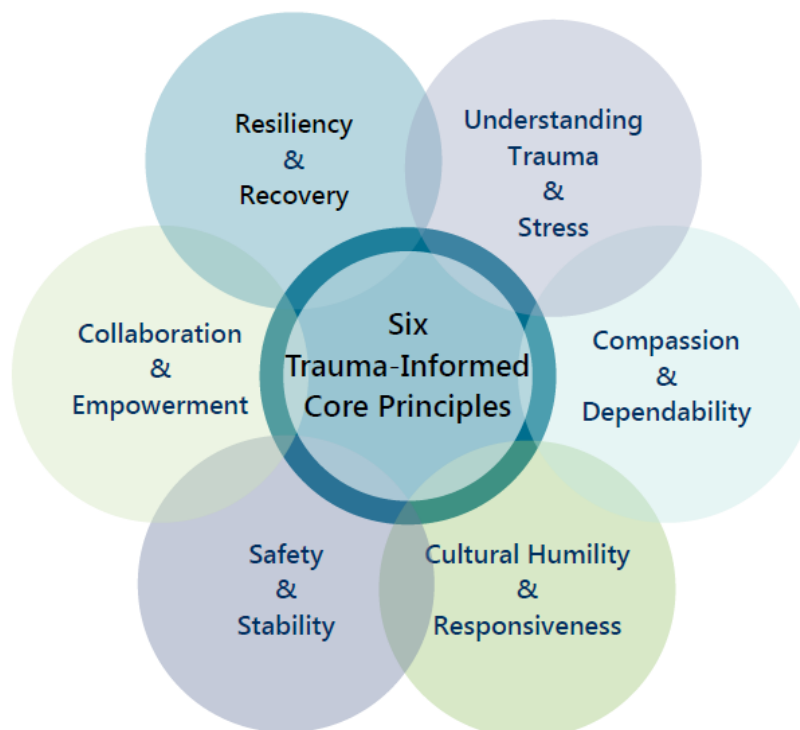 Resiliency
&
Recovery
Understanding
Trauma
&
Stress
Collaboration
&
Empowerment
Six
Trauma-Informed
Core Principles
Compassion
&
Dependability
Safety
&
Stability
Cultural Humility
&
Responsiveness